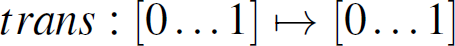 trans : [0 … 1] ↦ [0 … 1]